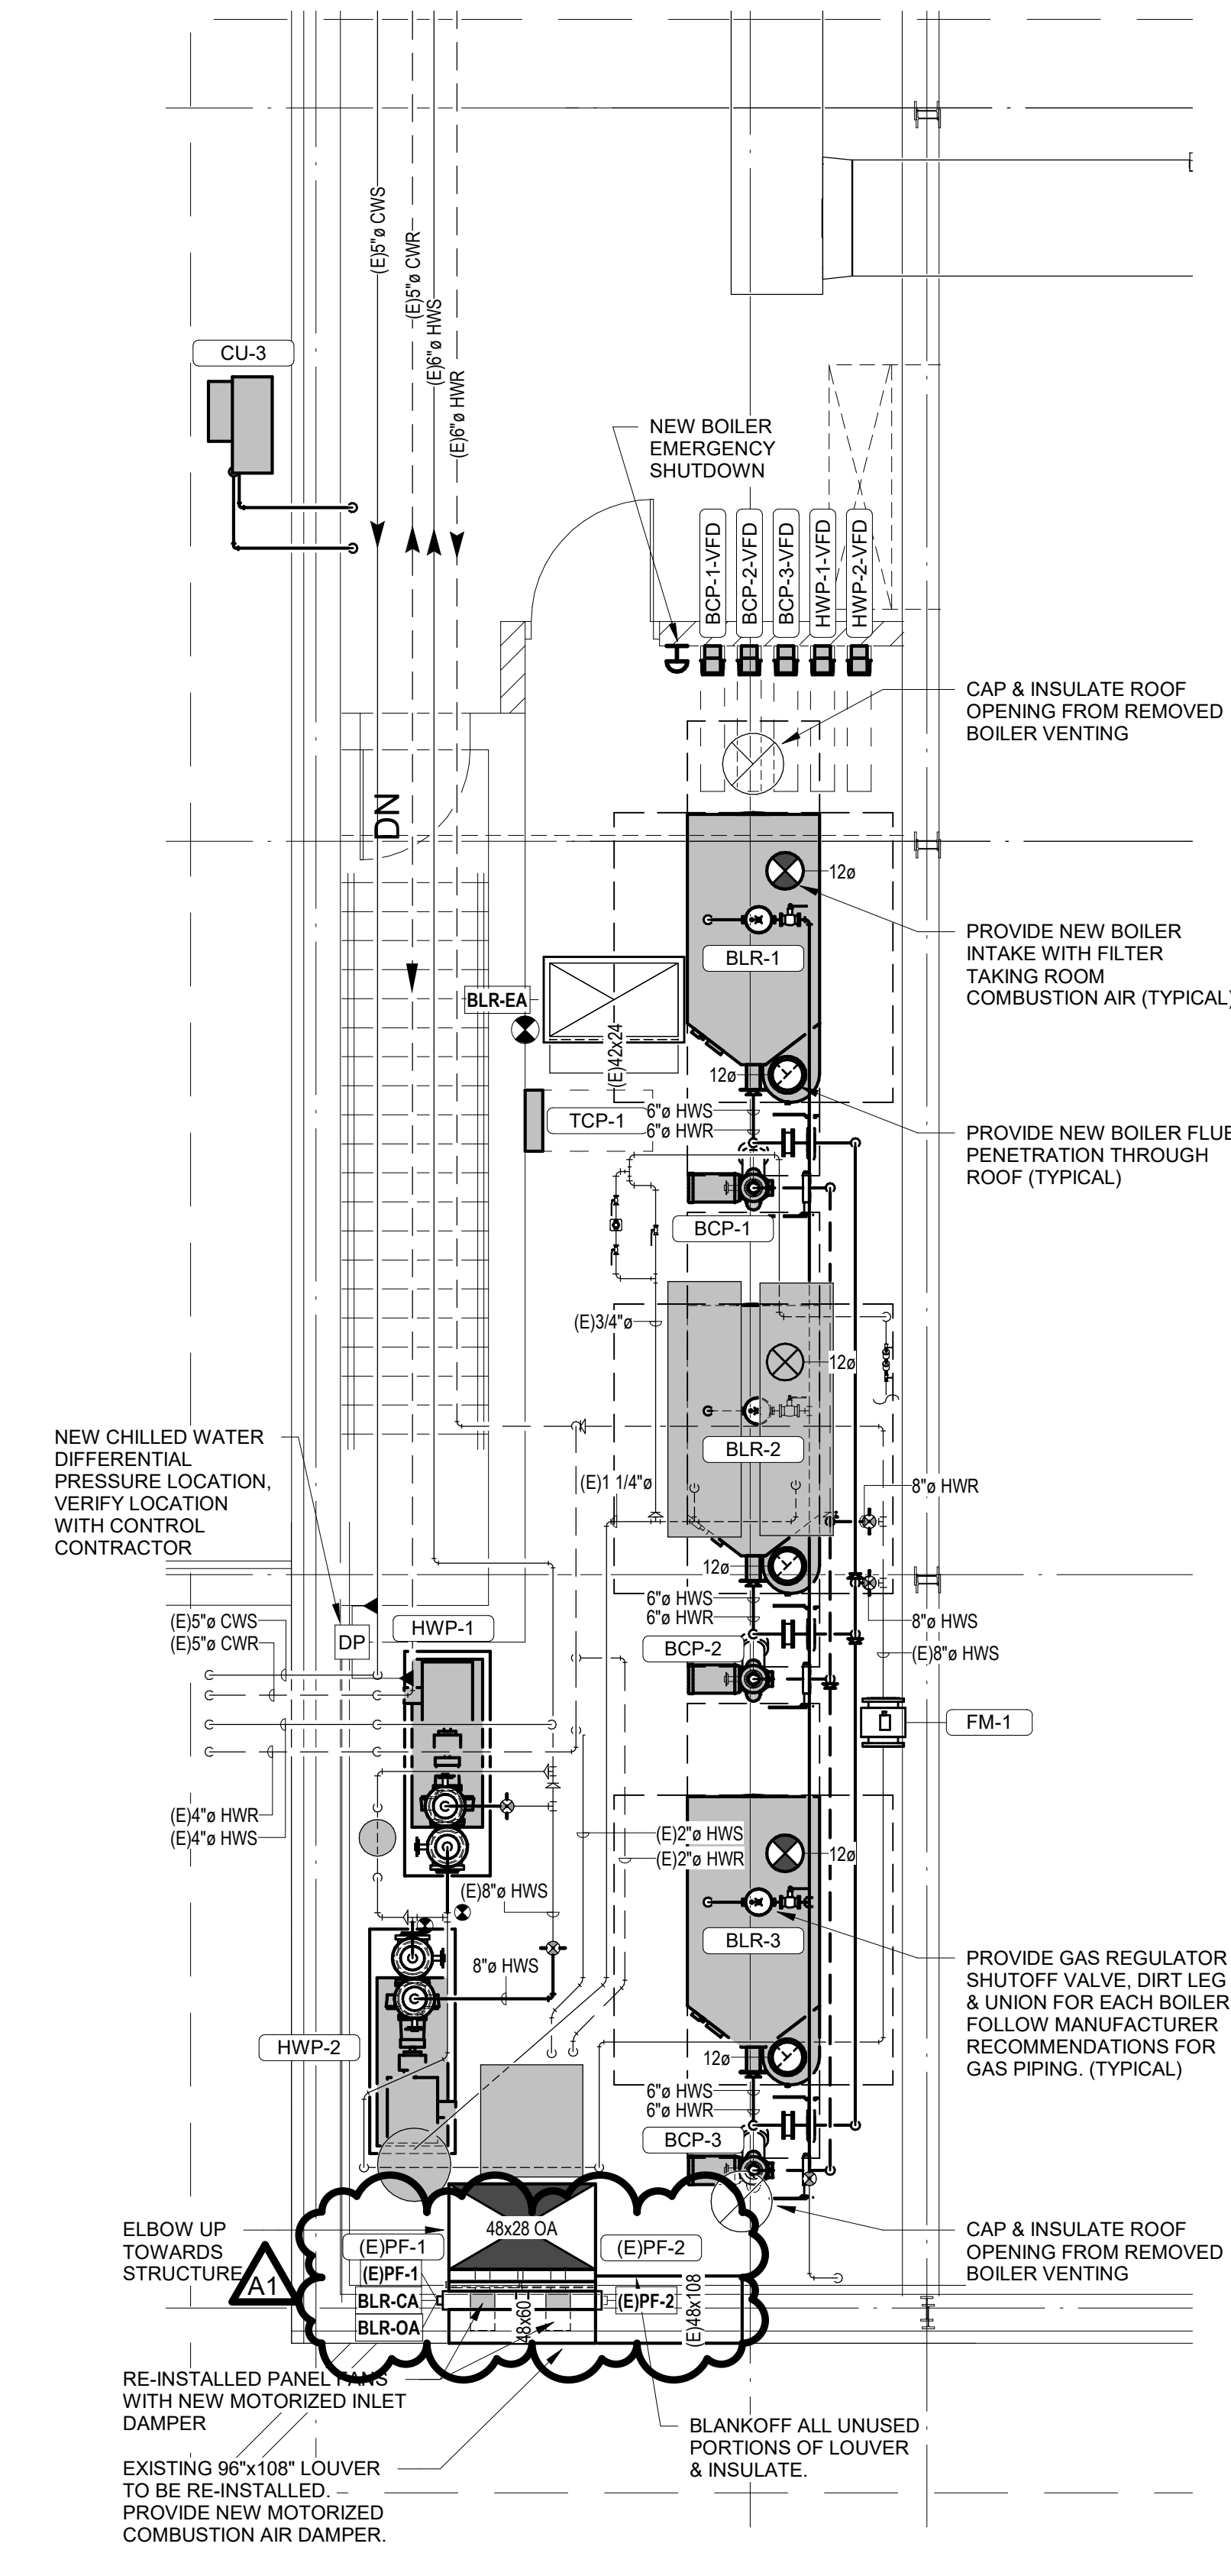 (E)5"ø CWS
(E)5"ø CWR
(E)6"ø HWS
(E)6"ø HWR
CU-3
NEW BOILER
EMERGENCY
SHUTDOWN
BCP-1-VFD
BCP-2-VFD
BCP-3-VFD
HWP-1-VFD
HWP-2-VFD
CAP & INSULATE ROOF
OPENING FROM REMOVED
BOILER VENTING
DN
12ø
PROVIDE NEW BOILER
INTAKE WITH FILTER
TAKING ROOM
COMBUSTION AIR (TYPICAL)
BLR-1
BLR-EA
(E)42x24
12ø
TCP-1
6"ø HWS
6"ø HWR
PROVIDE NEW BOILER FLUE
PENETRATION THROUGH
ROOF (TYPICAL)
BCP-1
(E)3/4"ø
12ø
BLR-2
(E)1 1/4"ø
8"ø HWR
NEW CHILLED WATER
DIFFERENTIAL
PRESSURE LOCATION,
VERIFY LOCATION
WITH CONTROL
CONTRACTOR
12ø
6"ø HWS
6"ø HWR
8"ø HWS
(E)8"ø HWS
(E)5"ø CWS
(E)5"ø CWR
DP
HWP-1
BCP-2
FM-1
(E)4"ø HWR
(E)4"ø HWS
(E)2"ø HWS
(E)2"ø HWR
12ø
(E)8"ø HWS
8"ø HWS
BLR-3
PROVIDE GAS REGULATOR
SHUTOFF VALVE, DIRT LEG
& UNION FOR EACH BOILER
FOLLOW MANUFACTURER
RECOMMENDATIONS FOR
GAS PIPING. (TYPICAL)
HWP-2
12ø
6"ø HWS
6"ø HWR
BCP-3
ELBOW UP
TOWARDS
STRUCTURE
A1
48x28 OA
(E)PF-1
(E)PF-2
(E)PF-1
BLR-CA
BLR-OA
48x60
(E)PF-2
(E)48x108
CAP & INSULATE ROOF
OPENING FROM REMOVED
BOILER VENTING
RE-INSTALLED PANEL FANS
WITH NEW MOTORIZED INLET
DAMPER
BLANKOFF ALL UNUSED
PORTIONS OF LOUVER
& INSULATE.
EXISTING 96"x108" LOUVER
TO BE RE-INSTALLED.
PROVIDE NEW MOTORIZED
COMBUSTION AIR DAMPER.